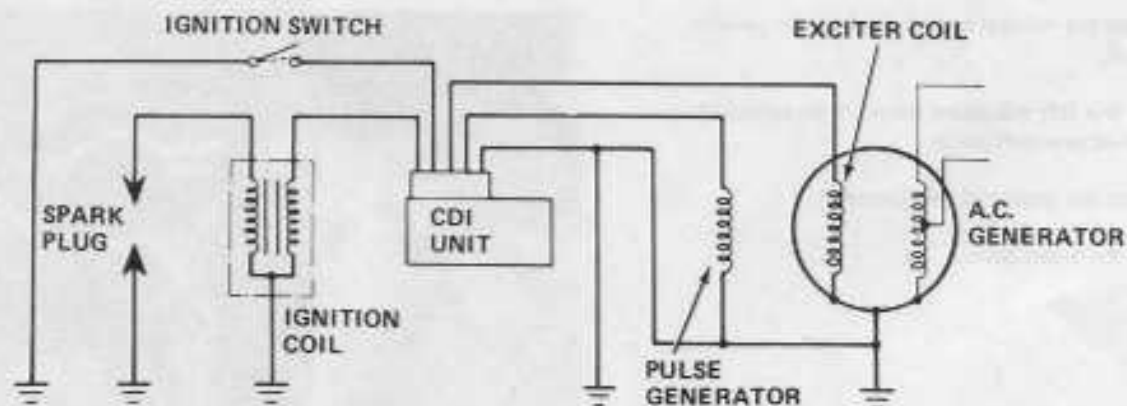 IGNITION SWITCH
EXCITER COIL
SPARK
PLUG
CDI
UNIT
A.C.
GENERATOR
IGNITION
COIL
PULSE
GENERATOR